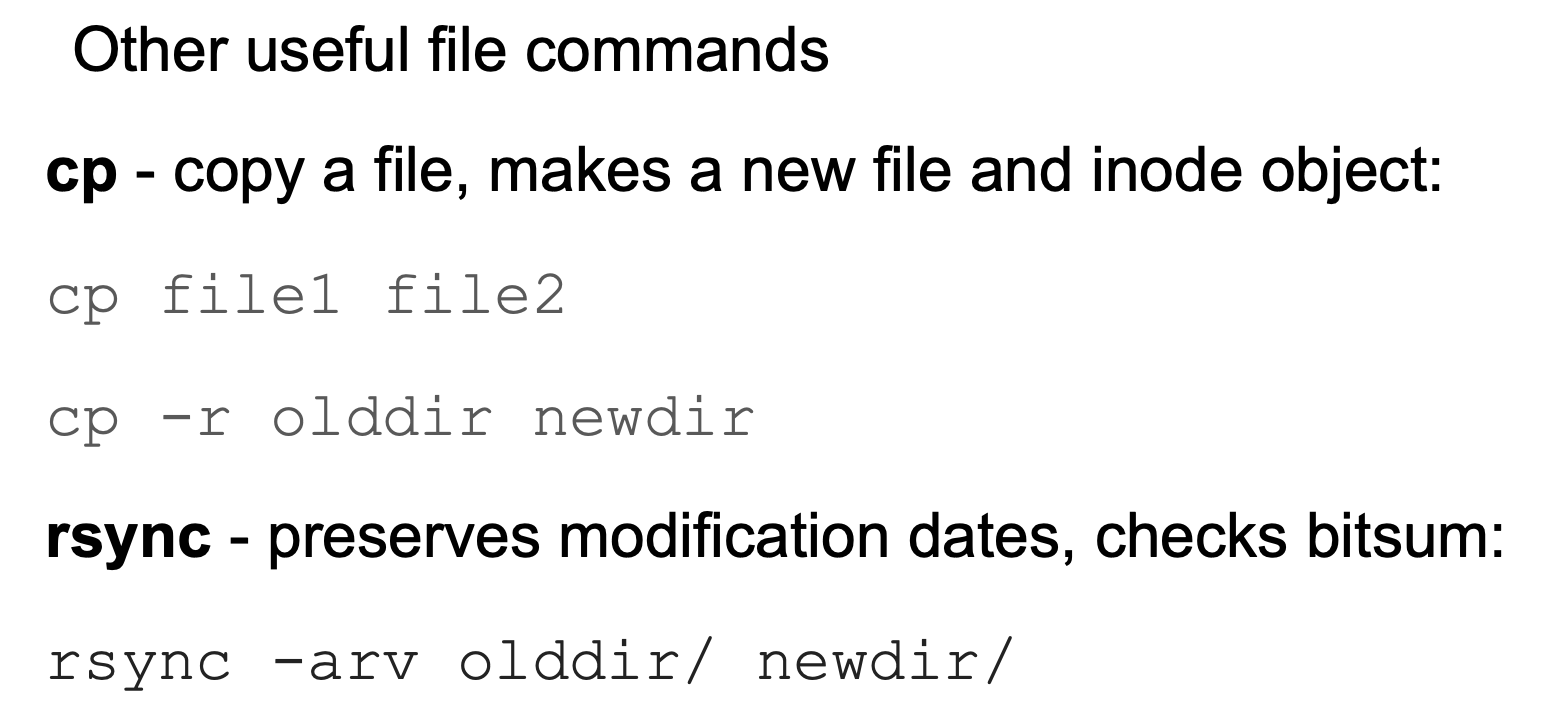 Other useful file commands
cp - copy a file, makes a new file and inode object:
cp file1 file2
cp -r olddir newdir
rsync - preserves modification dates, checks bitsum:
rsync -arv olddir/ newdir/